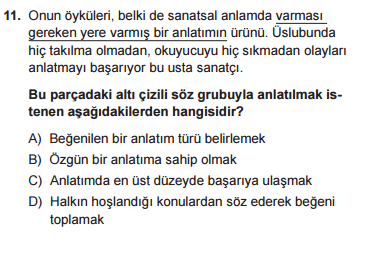 11. Onun öyküleri, belki de sanatsal anlamda varması
gereken yere varmış bir anlatımın ürünü. Üslubunda
hiç takılma olmadan, okuyucuyu hiç sıkmadan olayları
anlatmayı başarıyor bu usta sanatçı.
Bu parçadaki altı çizili söz grubuyla anlatılmak is-
tenen aşağıdakilerden hangisidir?
A) Beğenilen bir anlatım türü belirlemek
B) Özgün bir anlatıma sahip olmak
C) Anlatımda en üst düzeyde başarıya ulaşmak
D) Halkın hoşlandığı konulardan söz ederek beğeni
toplamak